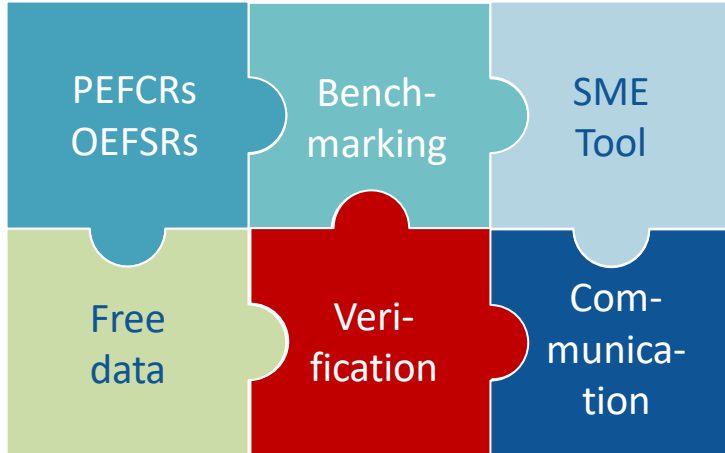 PEFCRs
OEFSRs
Bench-
marking
SME
Tool
Free
data
Veri-
fication
Com-
munica-
tion